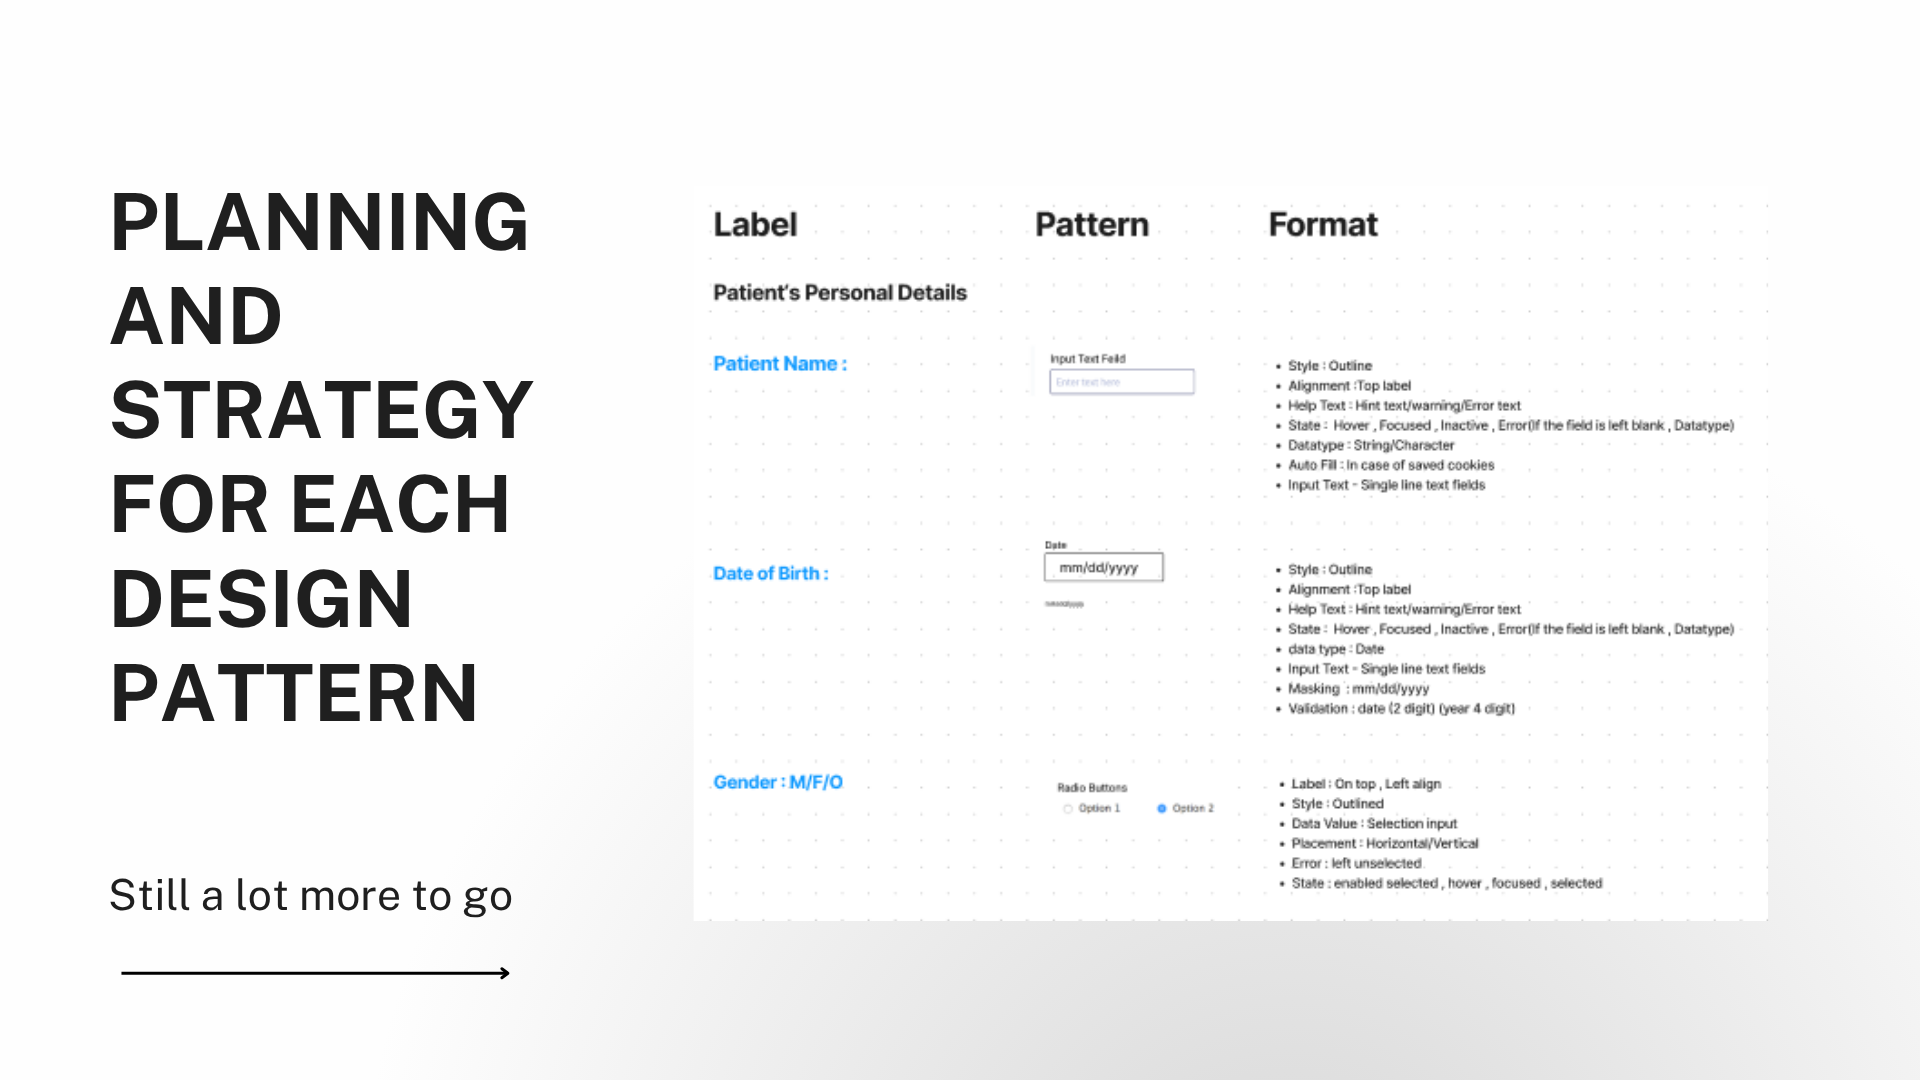 PLANNING
AND
STRATEGY
FOR EACH
DESIGN
PATTERN
Still a lot more to go
Label
Pattern
Format
Patient's Personal Details
Patient Name :
Input Text Feild
Enter text here
• Style : Outline
• Alignment :Top label
• Help Text : Hint text/warning/Error text
• State : Hover , Focused , Inactive , Error(If the field is left blank , Datatype)
• Datatype : String/Character
• Auto Fill : In case of saved cookies
• Input Text - Single line text fields
Date of Birth :
Date
mm/dd/yyyy
• Style : Outline
• Alignment :Top label
• Help Text : Hint text/warning/Error text
• State : Hover , Focused , Inactive , Error(If the field is left blank , Datatype)
• data type : Date
• Input Text - Single line text fields
• Masking : mm/dd/yyyy
• Validation : date (2 digit) (year 4 digit)
Gender : M/F/O
Radio Buttons
Option 1
Option 2
• Label : On top , Left align
• Style : Outlined
• Data Value : Selection input
• Placement : Horizontal/Vertical
• Error : left unselected
• State : enabled selected , hover , focused , selected